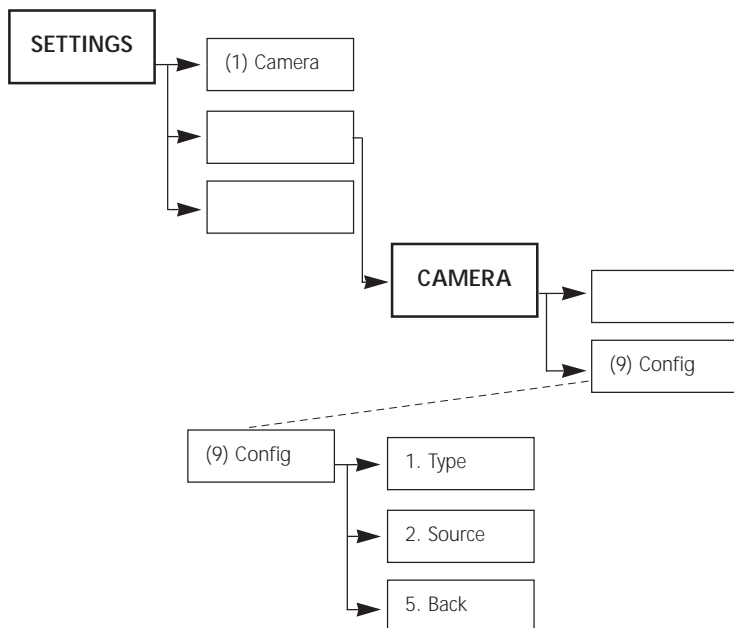 SETTINGS
(1) Camera
CAMERA
(9) Config
(9) Config
1. Type
2. Source
5. Back